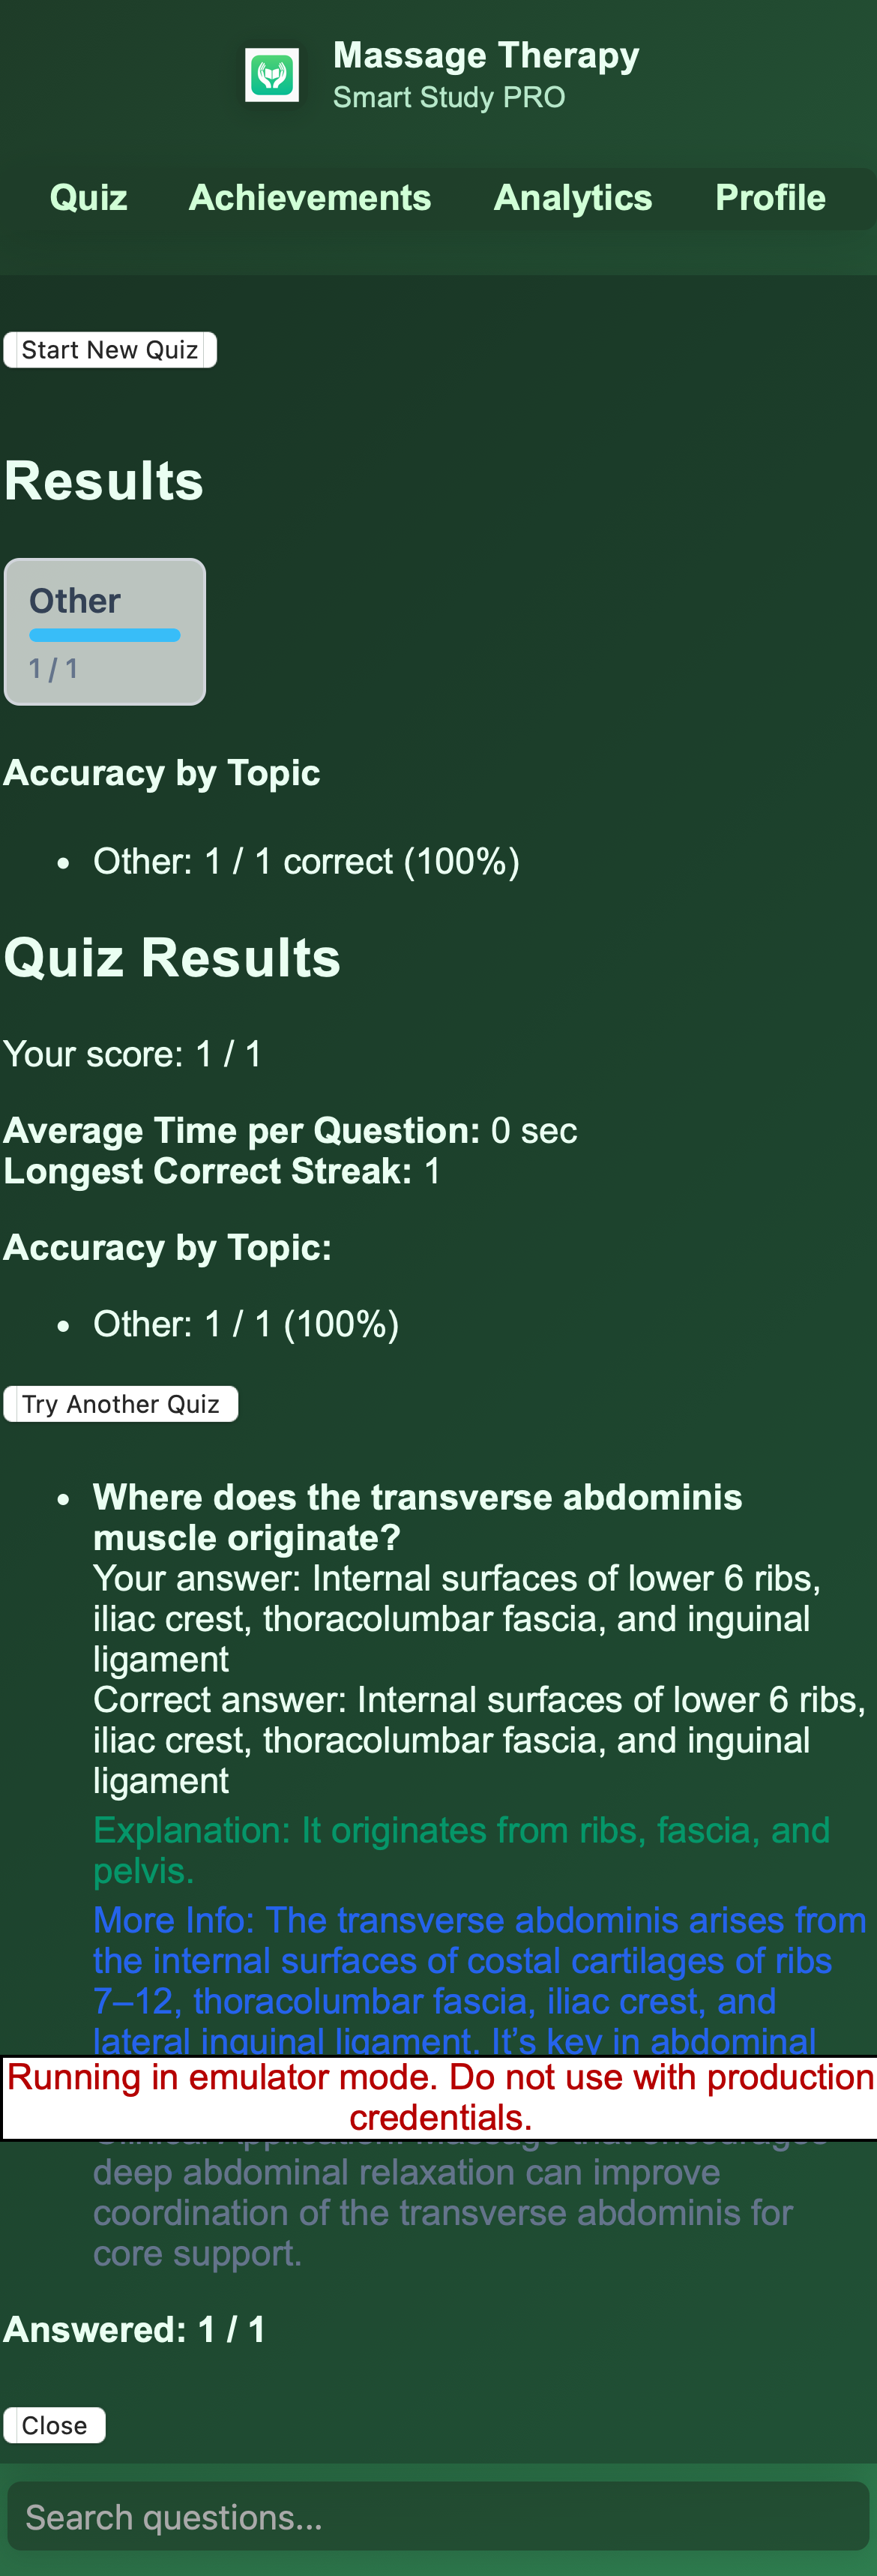 Massage Therapy
Smart Study PRO
Quiz Achievements Analytics Profile
Start New Quiz
Results
Other
1 / 1
Accuracy by Topic
• Other: 1 / 1 correct (100%)
Quiz Results
Your score: 1 / 1
Average Time per Question: 0 sec
Longest Correct Streak: 1
Accuracy by Topic:
• Other: 1 / 1 (100%)
Try Another Quiz
• Where does the transverse abdominis
muscle originate?
Your answer: Internal surfaces of lower 6 ribs,
iliac crest, thoracolumbar fascia, and inguinal
ligament
Correct answer: Internal surfaces of lower 6 ribs,
iliac crest, thoracolumbar fascia, and inguinal
ligament
Explanation: It originates from ribs, fascia, and
pelvis.
More Info: The transverse abdominis arises from
the internal surfaces of costal cartilages of ribs
7–12, thoracolumbar fascia, iliac crest, and
lateral inguinal ligament. It’s key in abdominal
Running in emulator mode. Do not use with production
credentials.
Clinical Application: Massage that encourages
deep abdominal relaxation can improve
coordination of the transverse abdominis for
core support.
Answered: 1 / 1
Close
Search questions...